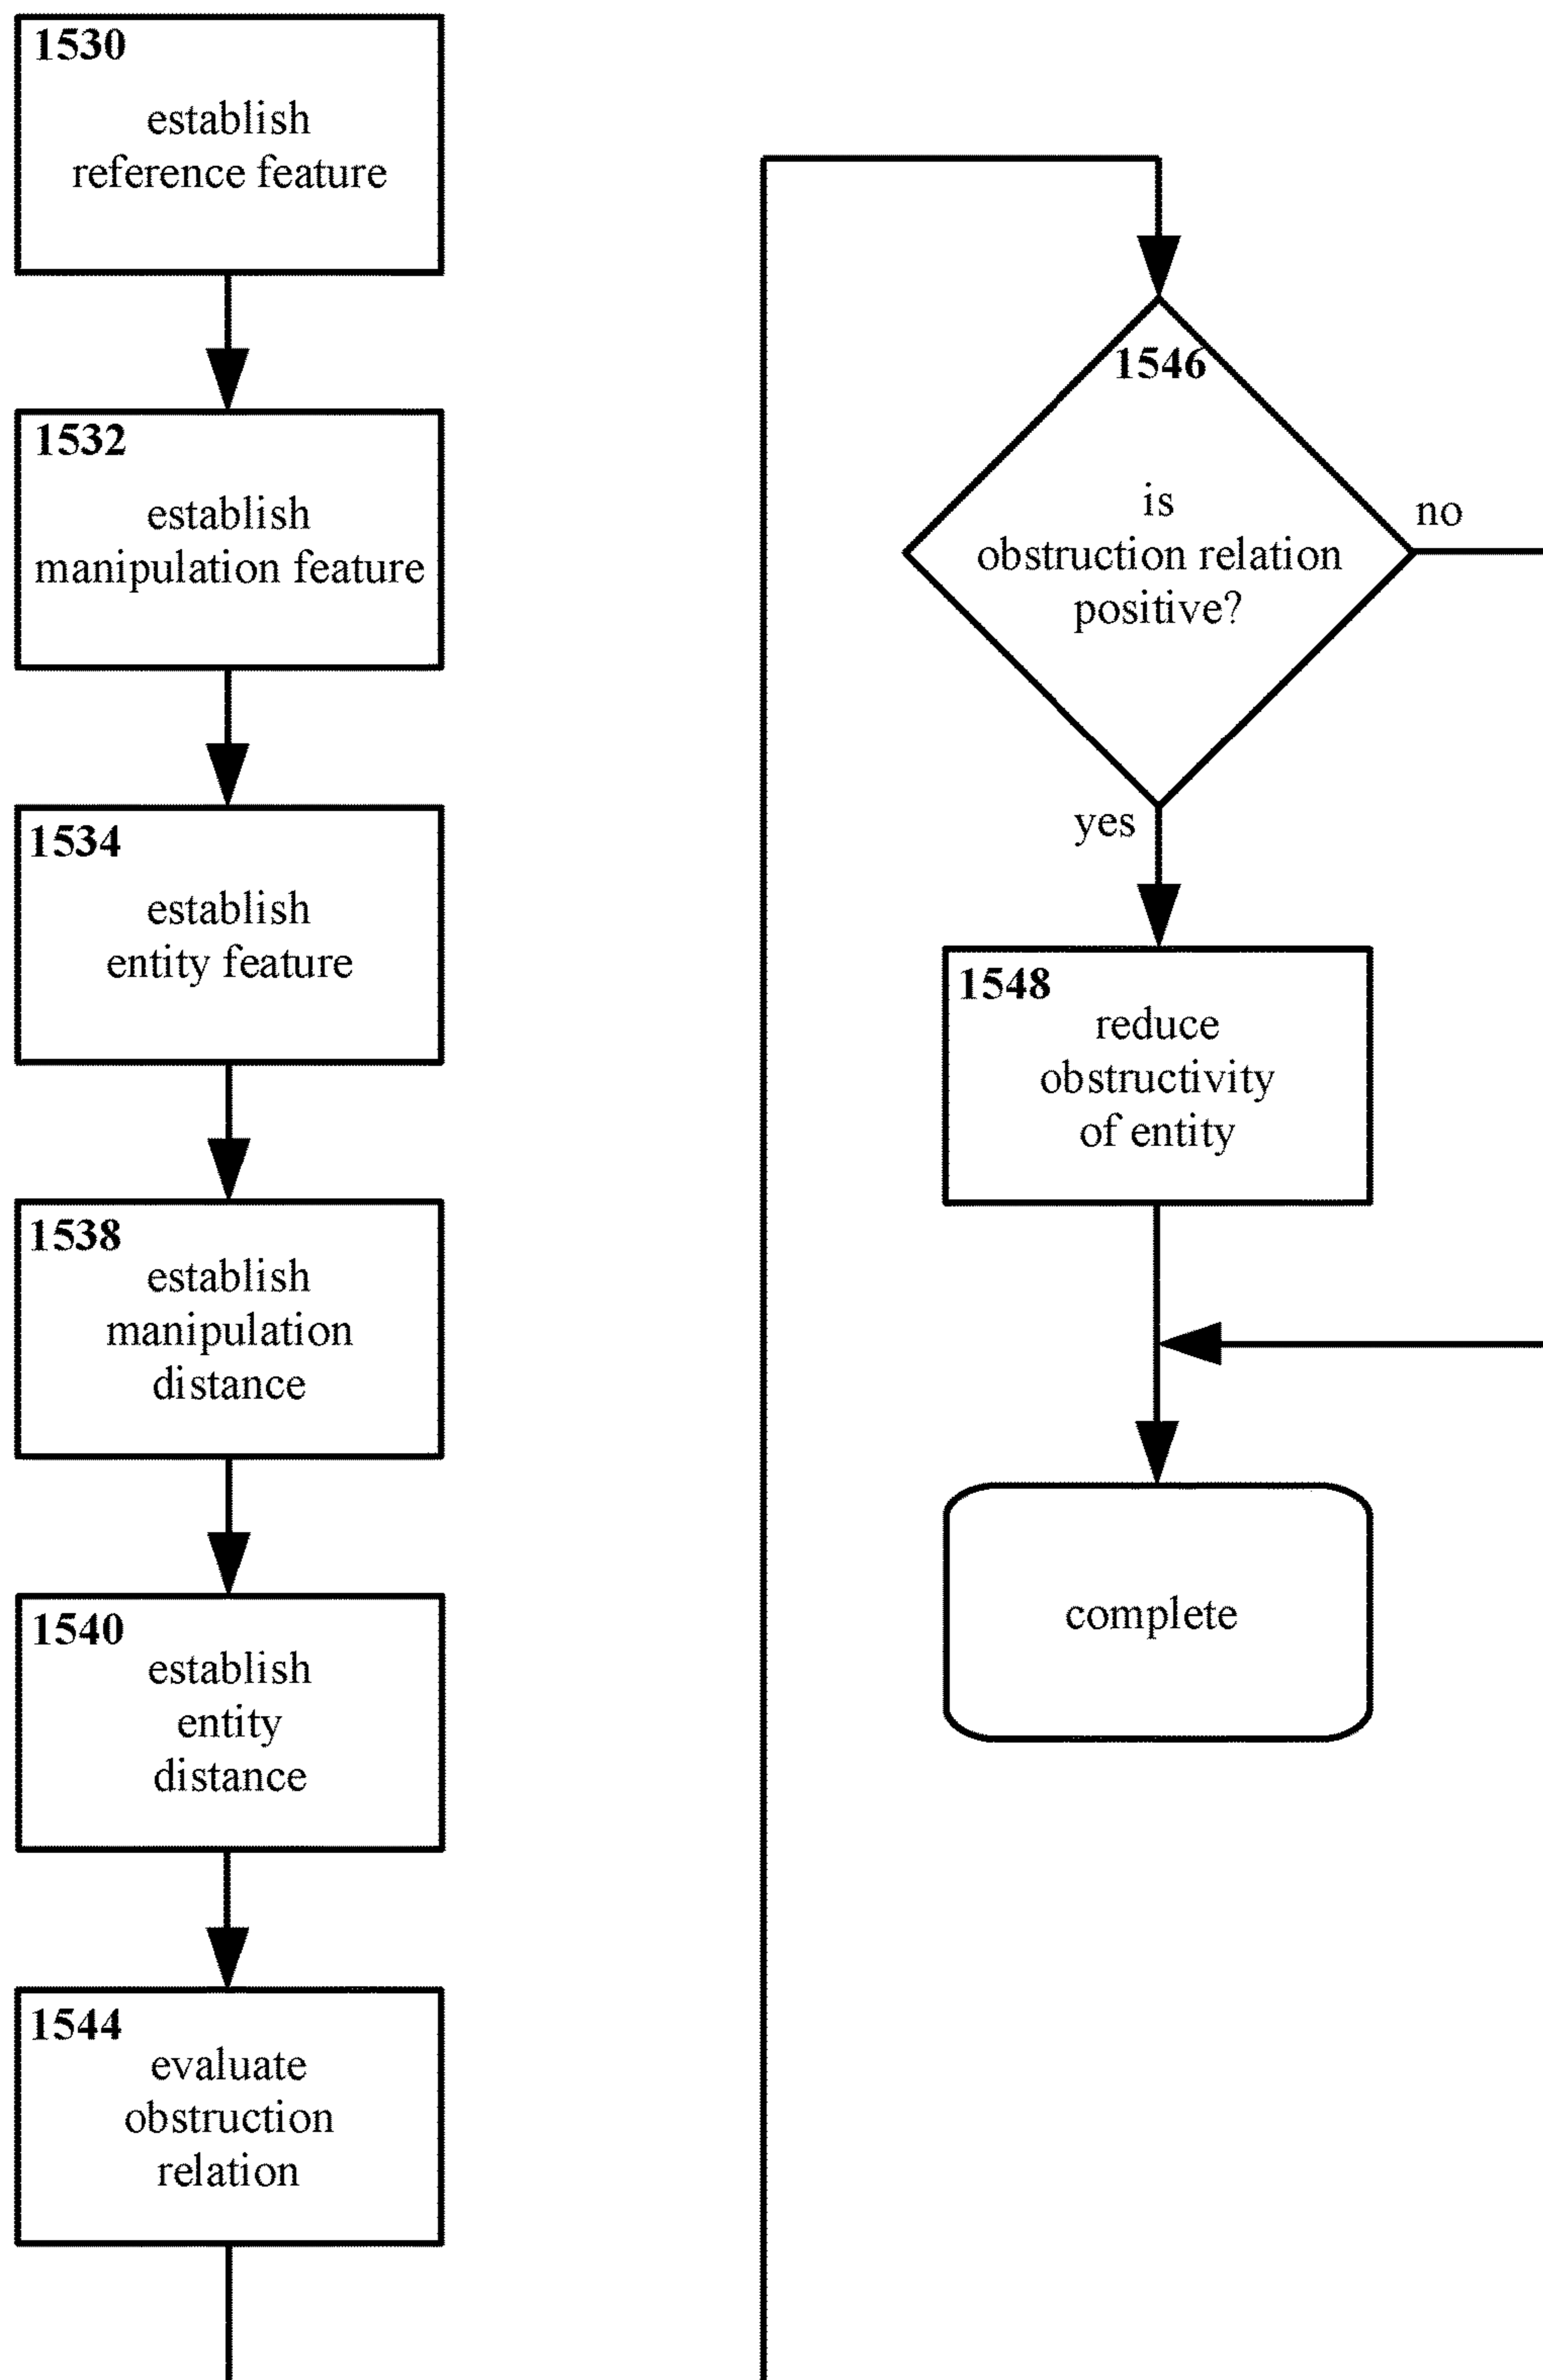 1530
establish
reference feature
1532
establish
manipulation feature
1534
establish
entity feature
1538
establish
manipulation
distance
1540
establish
entity
distance
1544
evaluate
obstruction
relation
1546
is
obstruction relation
positive?
no
yes
1548
reduce
obstructivity
of entity
complete